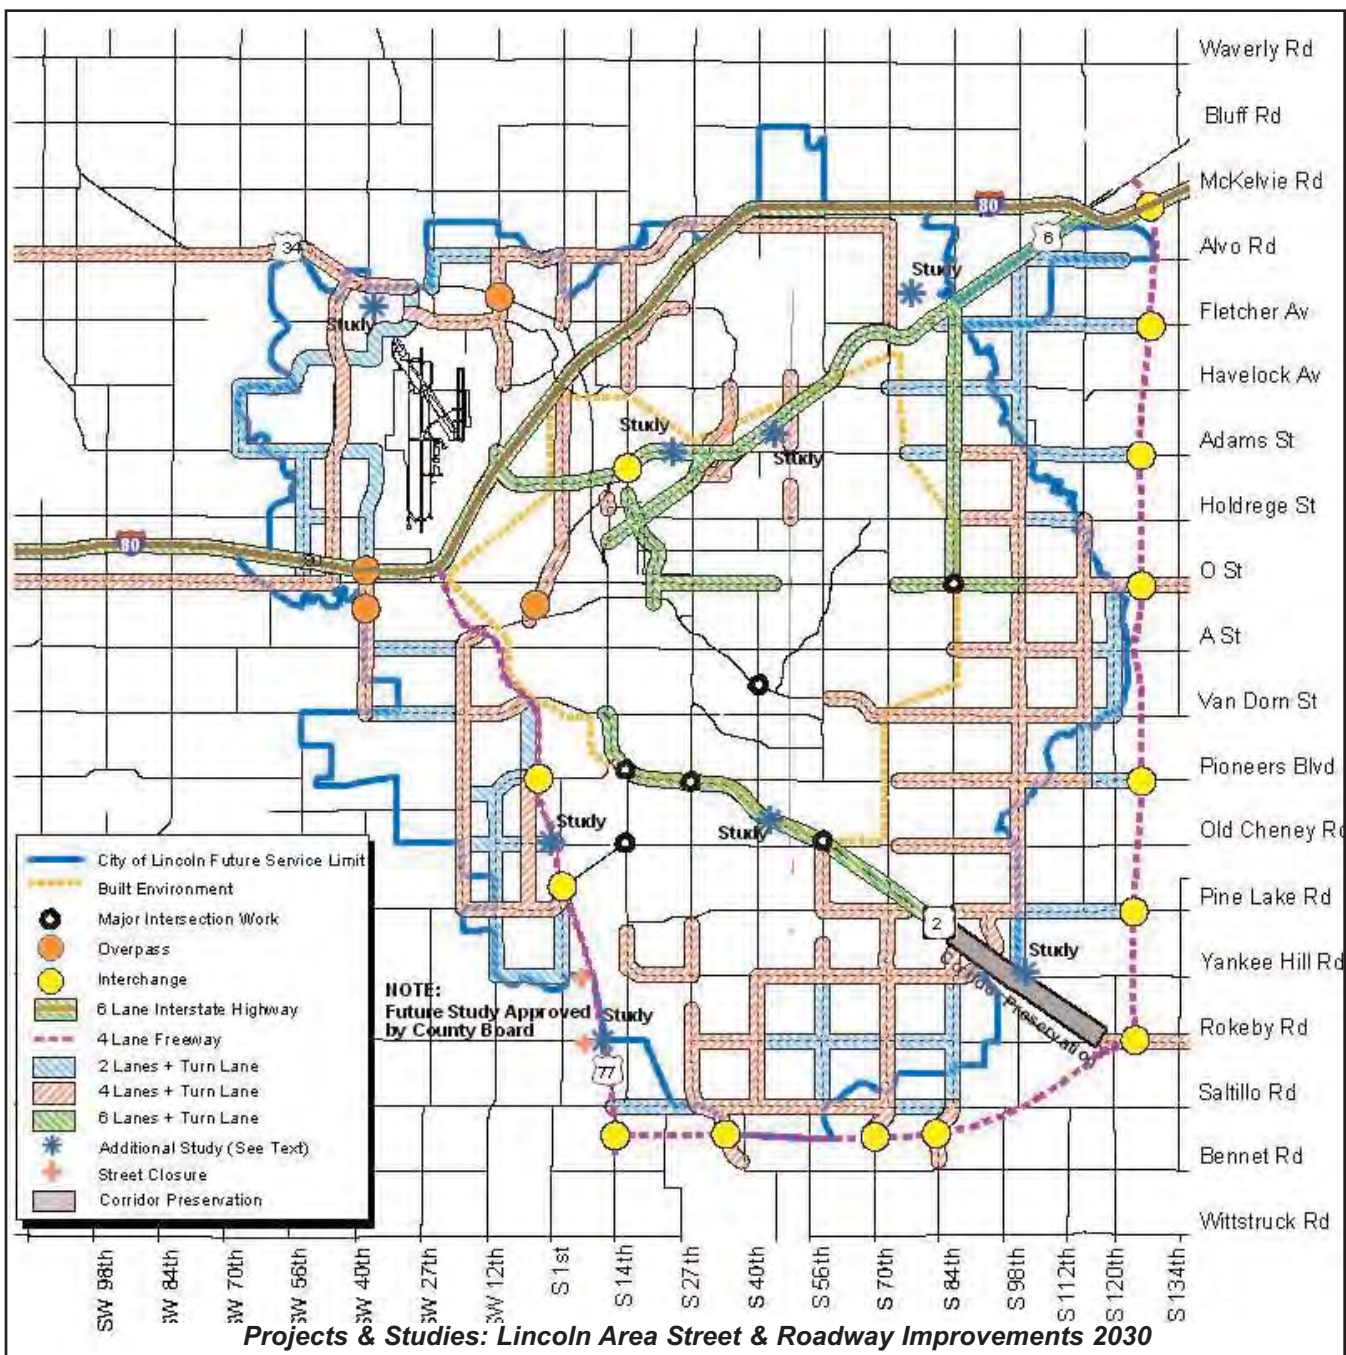 Waverly Rd
Bluff Rd
McKelvie Rd
80
6
34
Alvo Rd
Study
Fletcher Av
Study
Havelock Av
Study
Adams St
Study
Holdrege St
80
O St
A St
Van Dorn St
Pioneers Blvd
Study
Study
Old Cheney Rd
City of Lincoln Future Service Limit
Built Environment
Major Intersection Work
Overpass
Interchange
6 Lane Interstate Highway
4 Lane Freeway
2 Lanes + Turn Lane
4 Lanes + Turn Lane
6 Lanes + Turn Lane
Additional Study (See Text)
Street Closure
Corridor Preservation
Pine Lake Rd
2
Study
Yankee Hill Rd
Corridor Preservation
NOTE:
Future Study Approved
by County Board
Study
Rokeby Rd
77
Saltillo Rd
Bennet Rd
Wittstruck Rd
SW 98th
SW 84th
SW 70th
SW 56th
SW 40th
SW 27th
SW 12th
S 1st
S 14th
S 27th
S 40th
S 56th
S 70th
S 84th
S 98th
S 112th
S 120th
S 134th
Projects & Studies: Lincoln Area Street & Roadway Improvements 2030